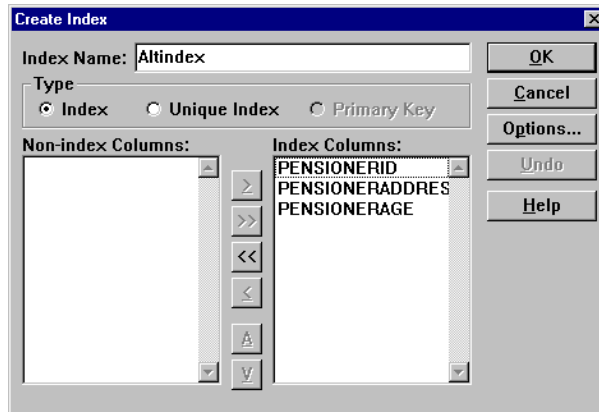 Create Index
Index Name: Altindex
OK
Type
Index Unique Index Primary Key
Cancel
Options...
Non-index Columns: Index Columns:
Undo
PENSIONERID
PENSIONERADDRES
PENSIONERAGE
Help
>
>>
<<
<
A
V